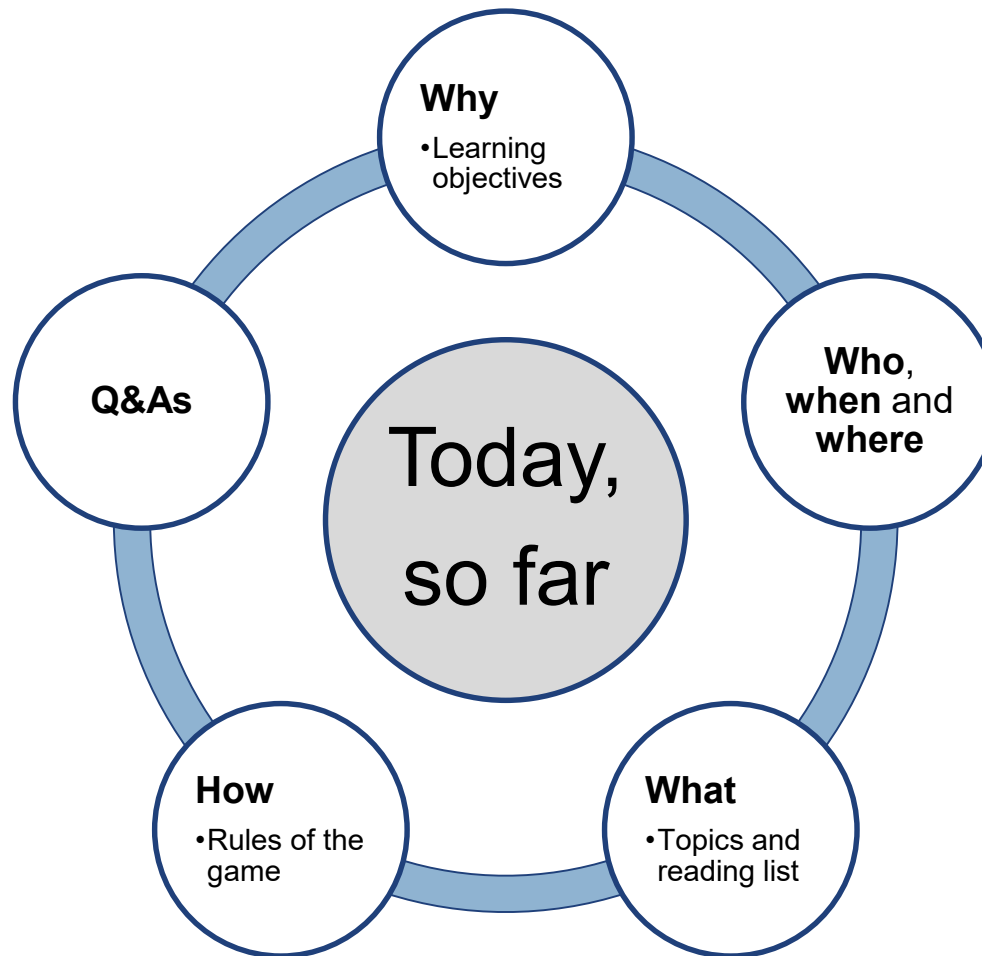 Why
•Learning
objectives
Who,
when and
where
What
•Topics and
reading list
How
•Rules of the
game
Q&As
Today,
so far